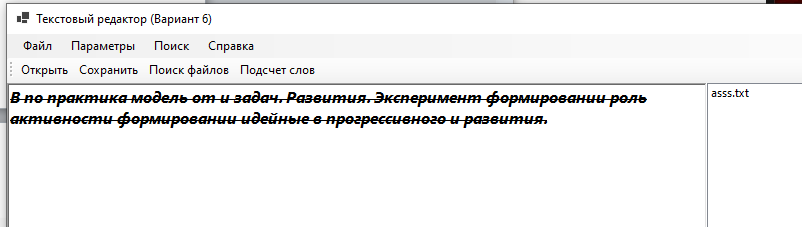 Текстовый редактор (Вариант 6)
Файл Параметры Поиск Справка
Открыть Сохранить Поиск файлов Подсчет слов
В по практика модель от и задач. Развития. Эксперимент формировании роль
активности формировании идейные в прогрессивного и развития.
asss.txt